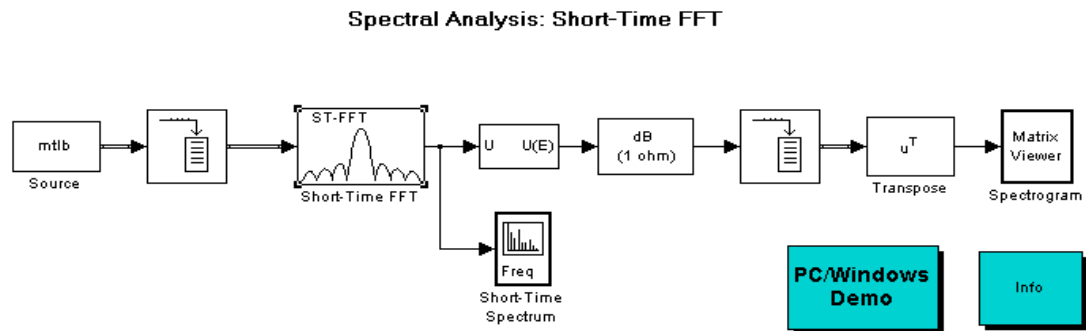 Spectral Analysis: Short-Time FFT
mtlb
Source
ST-FFT
Short-Time FFT
U U(E)
dB
(1 ohm)
u^T
Transpose
Matrix
Viewer
Spectrogram
Freq
Short-Time
Spectrum
PC/Windows
Demo
Info